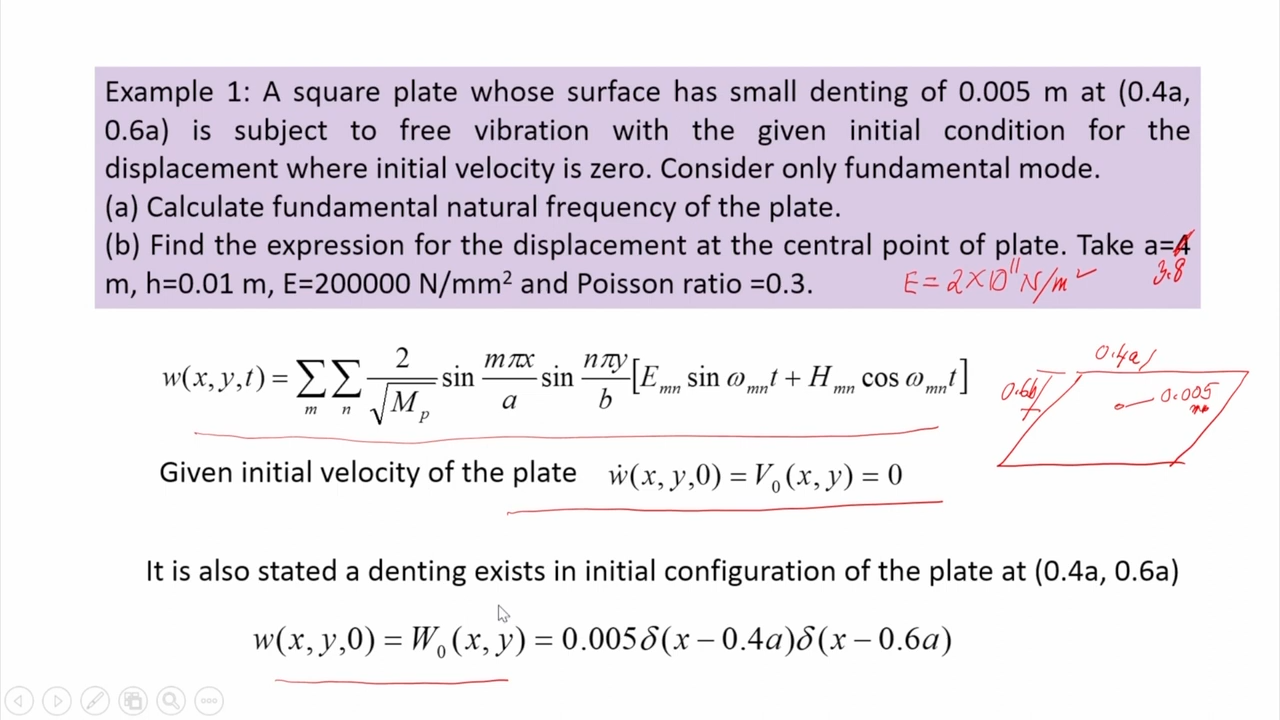 Example 1: A square plate whose surface has small denting of 0.005 m at (0.4a,
0.6a) is subject to free vibration with the given initial condition for the
displacement where initial velocity is zero. Consider only fundamental mode.
(a) Calculate fundamental natural frequency of the plate.
(b) Find the expression for the displacement at the central point of plate. Take a=4
3.8
m, h=0.01 m, E=200000 N/mm² and Poisson ratio =0.3.
E = 2×10¹¹ N/m²
w(x, y,t) = ∑_m ∑_n 2/√M_p sin mπx/a sin nπy/b [E_mn sin ω_mn t + H_mn cos ω_mn t]
0.4a
0.6b
0.005
Given initial velocity of the plate ẇ(x, y,0) = V₀(x, y) = 0
It is also stated a denting exists in initial configuration of the plate at (0.4a, 0.6a)
w(x, y,0) = W₀(x, y) = 0.005δ(x − 0.4a)δ(x − 0.6a)